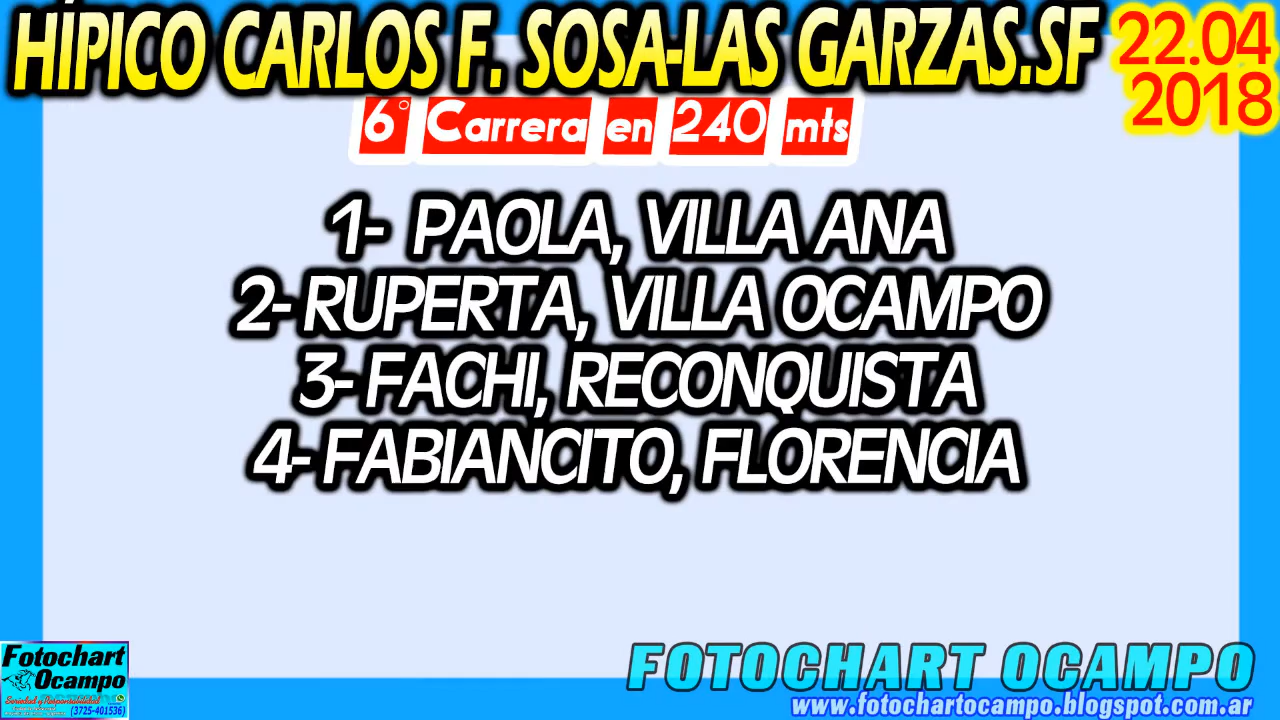 HÍPICO CARLOS F. SOSA-LAS GARZAS.SF
22.04
2018
6° Carrera en 240 mts
1- PAOLA, VILLA ANA
2- RUPERTA, VILLA OCAMPO
3- FACHI, RECONQUISTA
4- FABIANCITO, FLORENCIA
Fotochart
Ocampo
Seriedad y Responsabilidad
(3725-401536)
FOTOCHART OCAMPO
www.fotochartocampo.blogspot.com.ar